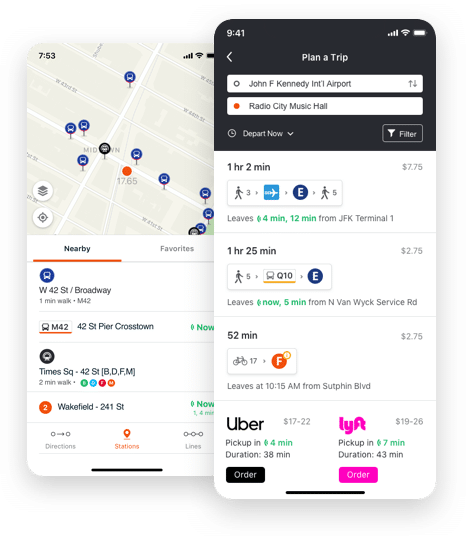 7:53
W 43rd St
W 45th St
MIDTOWN
17.65
Nearby
Favorites
W 42 St / Broadway
1 min walk • M42
M42
42 St Pier Crosstown
Now
Times Sq - 42 St [B,D,F,M]
2 min walk •
B D F M
2
Wakefield - 241 St
Now
1, 4 min
Directions
Stations
Lines
9:41
Plan a Trip
John F Kennedy Int'l Airport
Radio City Music Hall
Depart Now
Filter
1 hr 2 min
$7.75
3
E
5
Leaves 4 min, 12 min from JFK Terminal 1
1 hr 25 min
$2.75
5
Q10
E
Leaves now, 5 min from N Van Wyck Service Rd
52 min
$2.75
17
F
Leaves at 10:15 AM from Sutphin Blvd
Uber
$17-22
Pickup in 4 min
Duration: 38 min
Order
lyft
$19-26
Pickup in 7 min
Duration: 43 min
Order